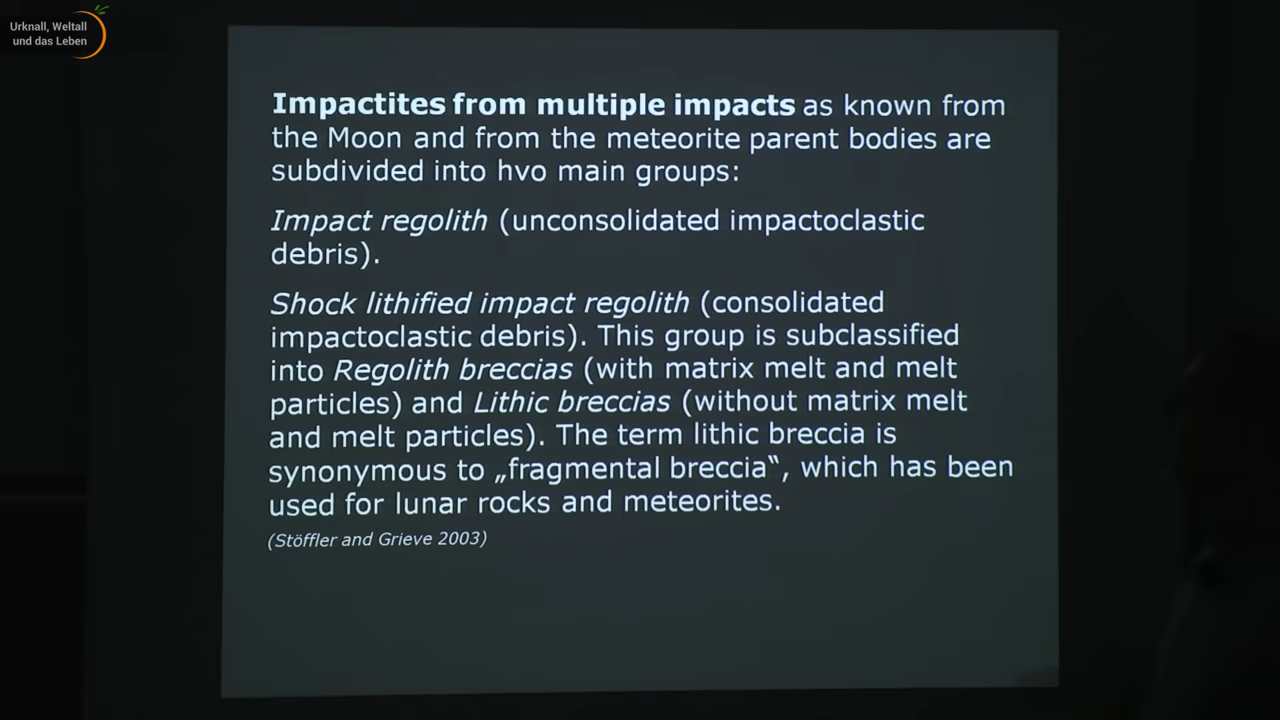 Urknall, Weltall
und das Leben
Impactites from multiple impacts as known from
the Moon and from the meteorite parent bodies are
subdivided into hvo main groups:
Impact regolith (unconsolidated impactoclastic
debris).
Shock lithified impact regolith (consolidated
impactoclastic debris). This group is subclassified
into Regolith breccias (with matrix melt and melt
particles) and Lithic breccias (without matrix melt
and melt particles). The term lithic breccia is
synonymous to „fragmental breccia‟, which has been
used for lunar rocks and meteorites.
(Stöffler and Grieve 2003)